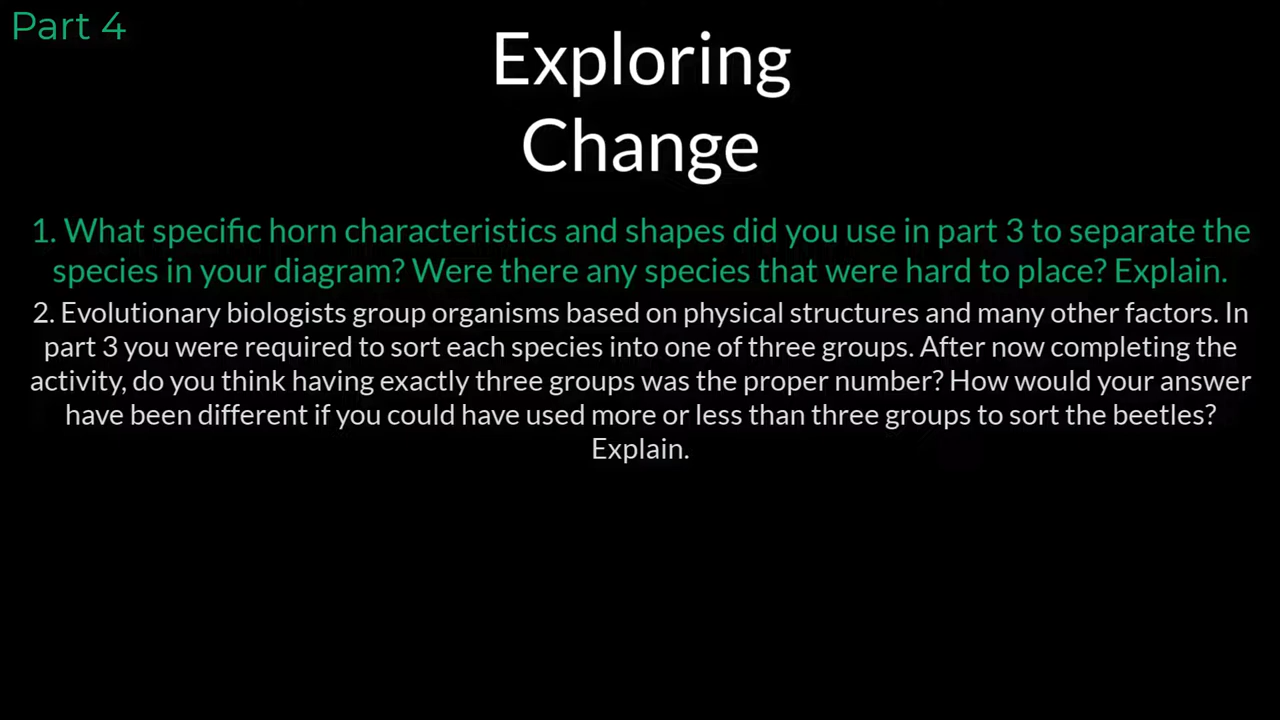 Part 4
Exploring
Change
1. What specific horn characteristics and shapes did you use in part 3 to separate the
species in your diagram? Were there any species that were hard to place? Explain.
2. Evolutionary biologists group organisms based on physical structures and many other factors. In
part 3 you were required to sort each species into one of three groups. After now completing the
activity, do you think having exactly three groups was the proper number? How would your answer
have been different if you could have used more or less than three groups to sort the beetles?
Explain.